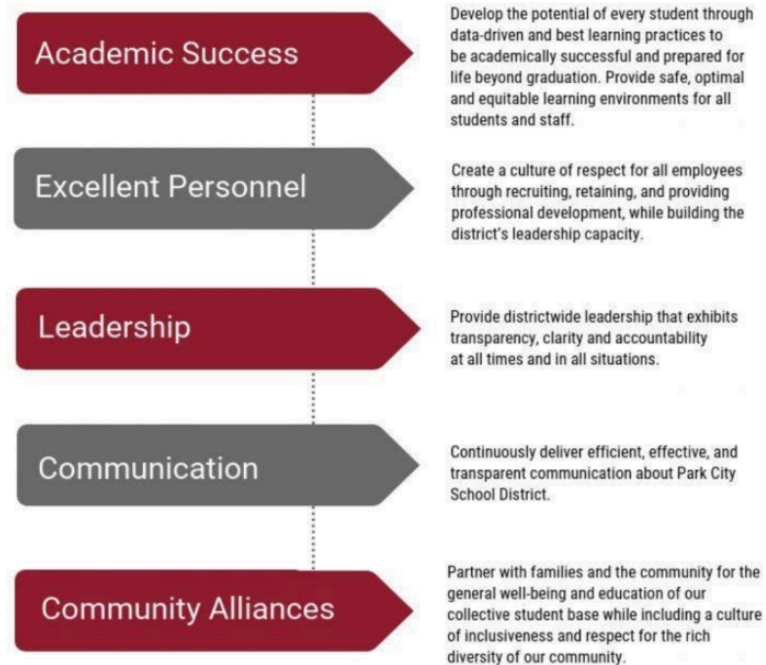 Academic Success
Develop the potential of every student through
data-driven and best learning practices to
be academically successful and prepared for
life beyond graduation. Provide safe, optimal
and equitable learning environments for all
students and staff.
Excellent Personnel
Create a culture of respect for all employees
through recruiting, retaining, and providing
professional development, while building the
district's leadership capacity.
Leadership
Provide districtwide leadership that exhibits
transparency, clarity and accountability
at all times and in all situations.
Communication
Continuously deliver efficient, effective, and
transparent communication about Park City
School District.
Community Alliances
Partner with families and the community for the
general well-being and education of our
collective student base while including a culture
of inclusiveness and respect for the rich
diversity of our community.